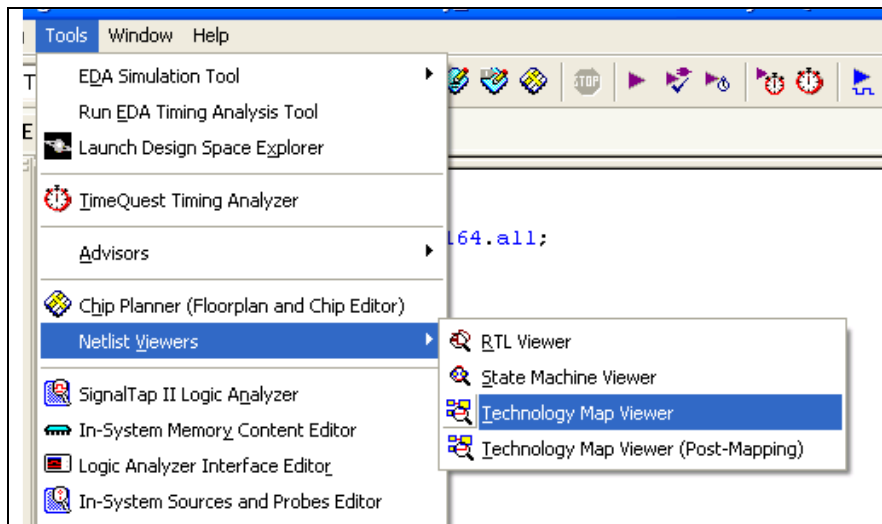 Tools Window Help
T
STOP
EDA Simulation Tool
Run EDA Timing Analysis Tool
E
Launch Design Space Explorer
TimeQuest Timing Analyzer
164.all;
Advisors
Chip Planner (Floorplan and Chip Editor)
Netlist Viewers
RTL Viewer
State Machine Viewer
Technology Map Viewer
Technology Map Viewer (Post-Mapping)
SignalTap II Logic Analyzer
In-System Memory Content Editor
Logic Analyzer Interface Editor
In-System Sources and Probes Editor